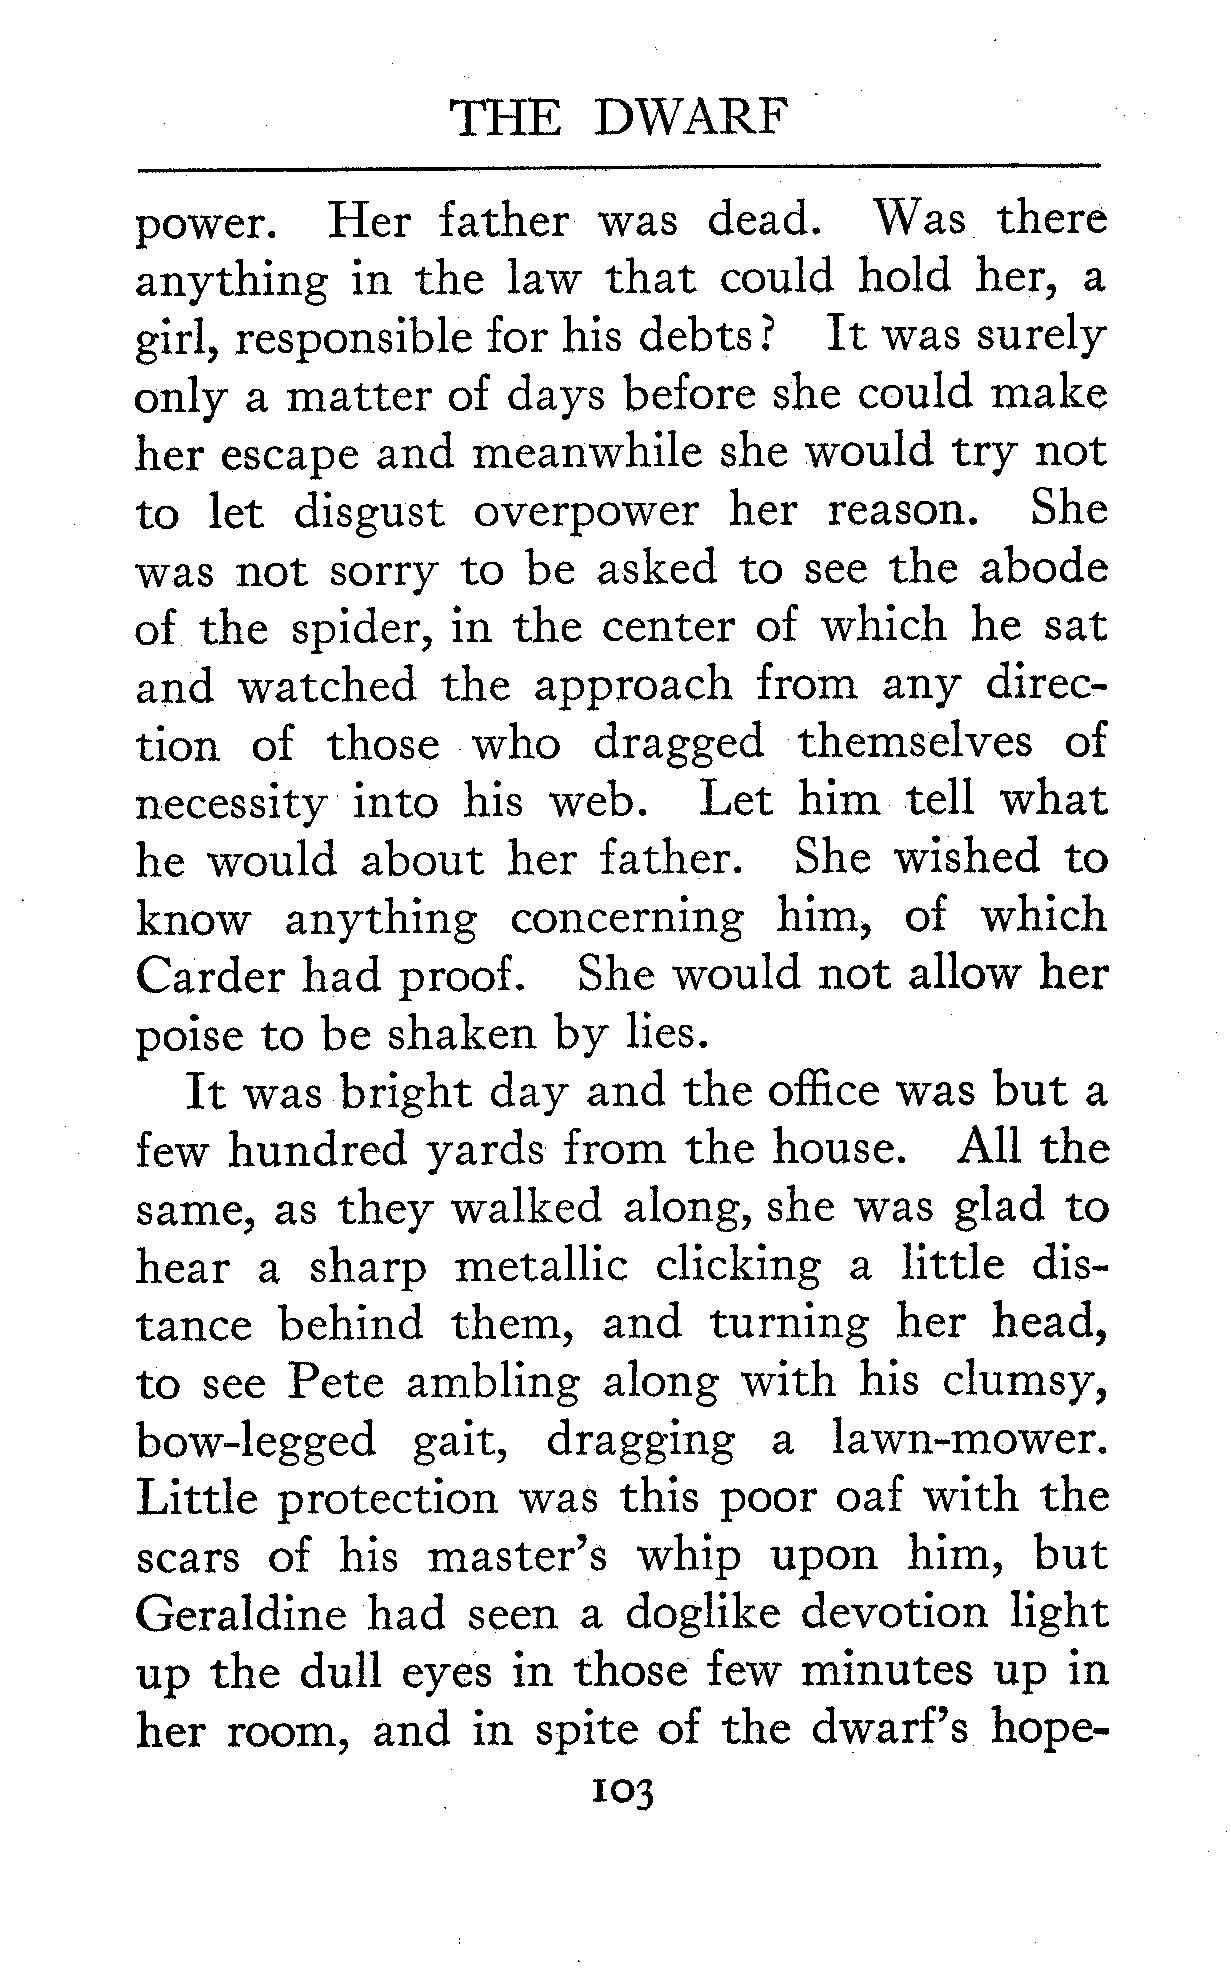 THE DWARF
power. Her father was dead. Was there
anything in the law that could hold her, a
girl, responsible for his debts? It was surely
only a matter of days before she could make
her escape and meanwhile she would try not
to let disgust overpower her reason. She
was not sorry to be asked to see the abode
of the spider, in the center of which he sat
and watched the approach from any direc-
tion of those who dragged themselves of
necessity into his web. Let him tell what
he would about her father. She wished to
know anything concerning him, of which
Carder had proof. She would not allow her
poise to be shaken by lies.
It was bright day and the office was but a
few hundred yards from the house. All the
same, as they walked along, she was glad to
hear a sharp metallic clicking a little dis-
tance behind them, and turning her head,
to see Pete ambling along with his clumsy,
bow-legged gait, dragging a lawn-mower.
Little protection was this poor oaf with the
scars of his master's whip upon him, but
Geraldine had seen a doglike devotion light
up the dull eyes in those few minutes up in
her room, and in spite of the dwarf's hope-
103